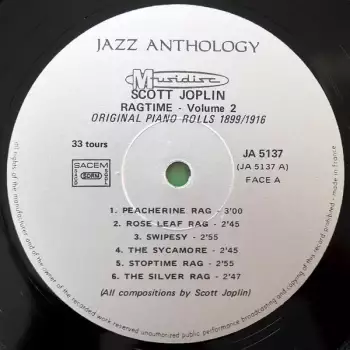 JAZZ ANTHOLOGY
Musidisc
SCOTT JOPLIN
RAGTIME - Volume 2
ORIGINAL PIANO ROLLS 1899/1916
33 tours
JA 5137
(JA 5137 A)
FACE A
SACEM
SDRM
1. PEACHERINE RAG - 3'00
2. ROSE LEAF RAG - 2'45
3. SWIPESY - 2'55
4. THE SYCAMORE - 2'45
5. STOPTIME RAG - 2'55
6. THE SILVER RAG - 2'47
(All compositions by Scott Joplin)
All rights of the manufacturer and of the owner of the recorded work reserved unauthorised public performance broadcasting and copying of this record prohibited - made in france